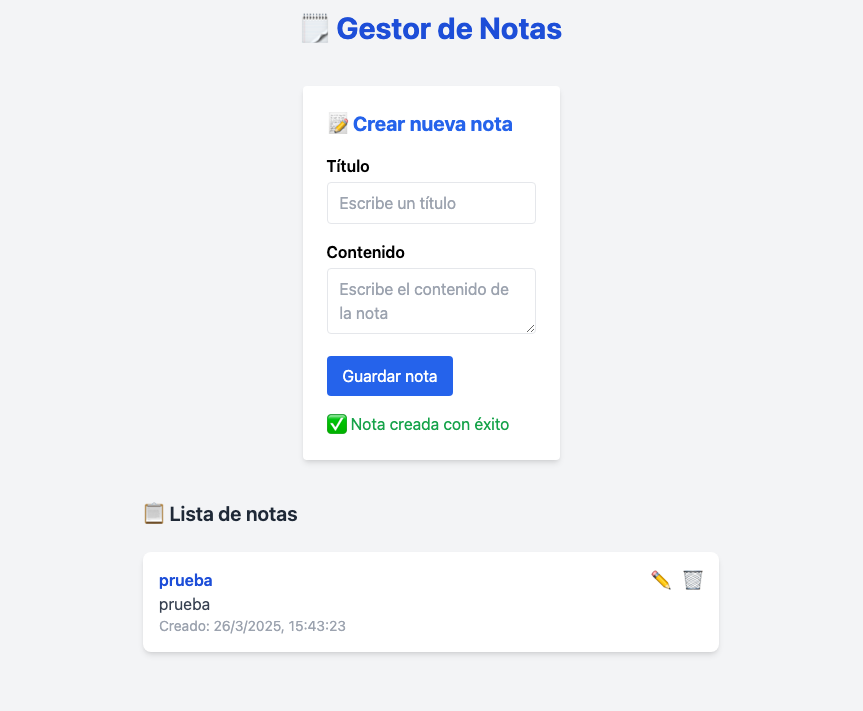 Gestor de Notas
Crear nueva nota
Título
Escribe un título
Contenido
Escribe el contenido de
la nota
Guardar nota
✅ Nota creada con éxito
Lista de notas
prueba
prueba
Creado: 26/3/2025, 15:43:23